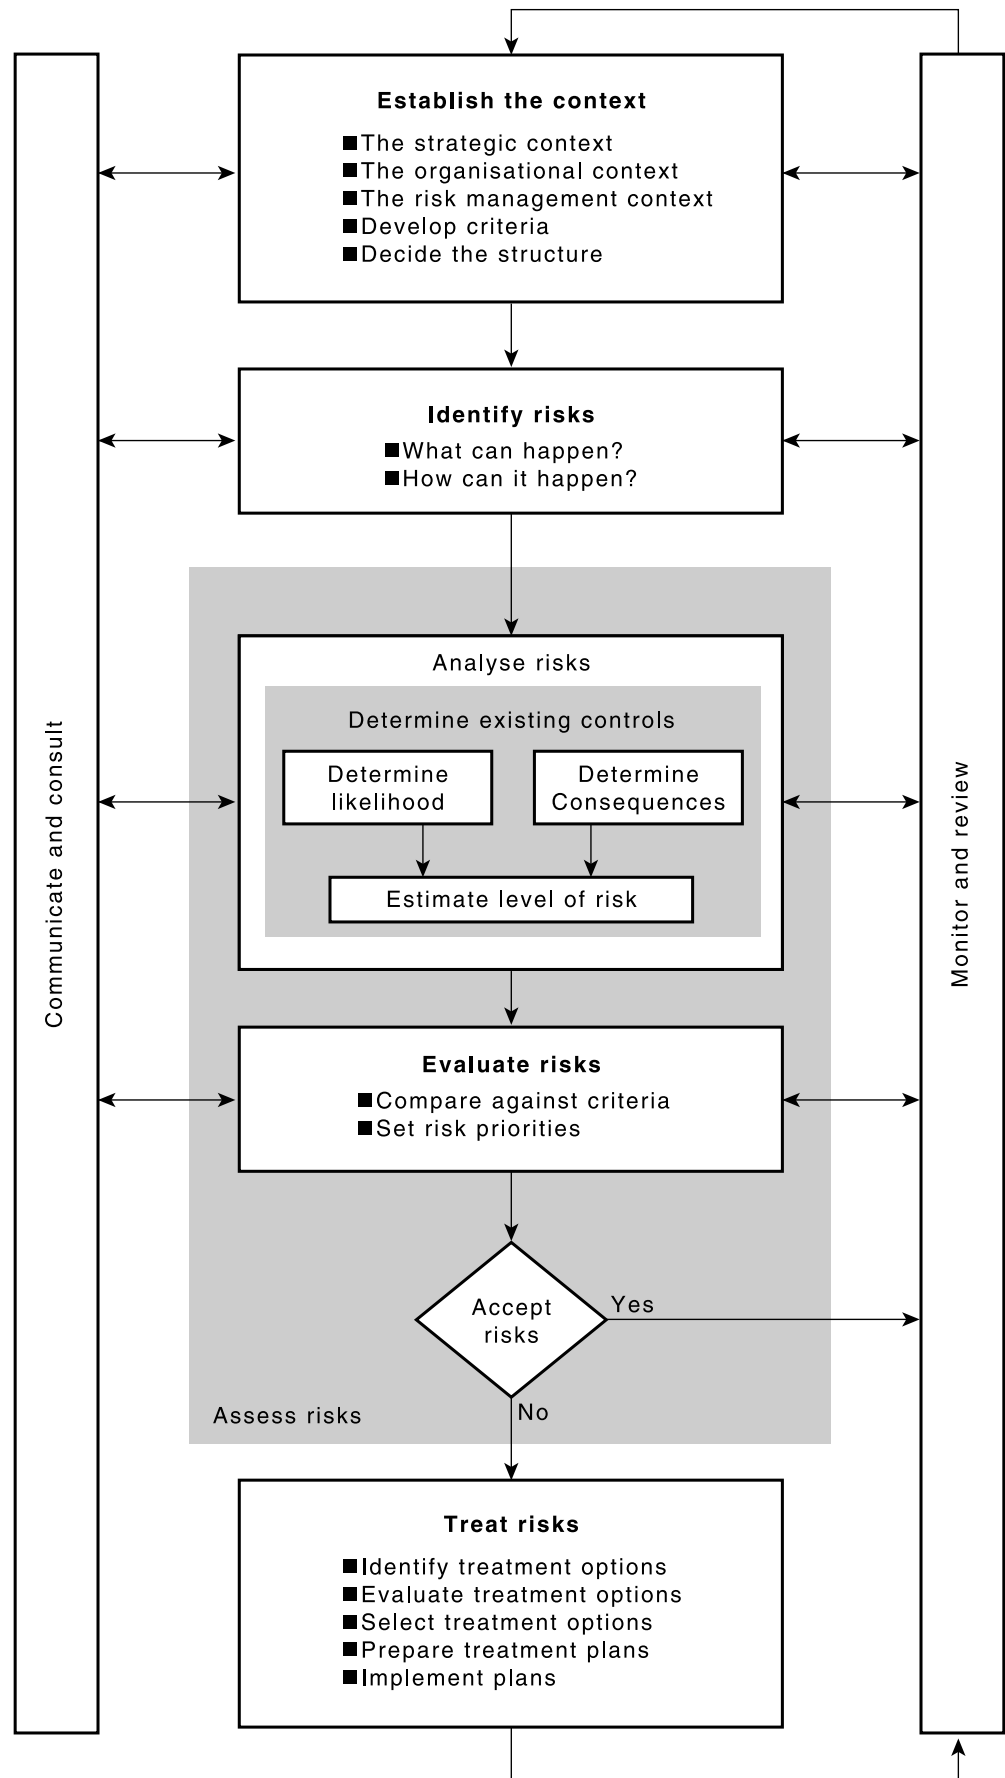 Establish the context
■The strategic context
■The organisational context
■The risk management context
■Develop criteria
■Decide the structure
Identify risks
■What can happen?
■How can it happen?
Analyse risks
Determine existing controls
Determine
likelihood
Determine
Consequences
Estimate level of risk
Evaluate risks
■Compare against criteria
■Set risk priorities
Accept
risks
Yes
No
Assess risks
Treat risks
■Identify treatment options
■Evaluate treatment options
■Select treatment options
■Prepare treatment plans
■Implement plans
Communicate and consult
Monitor and review